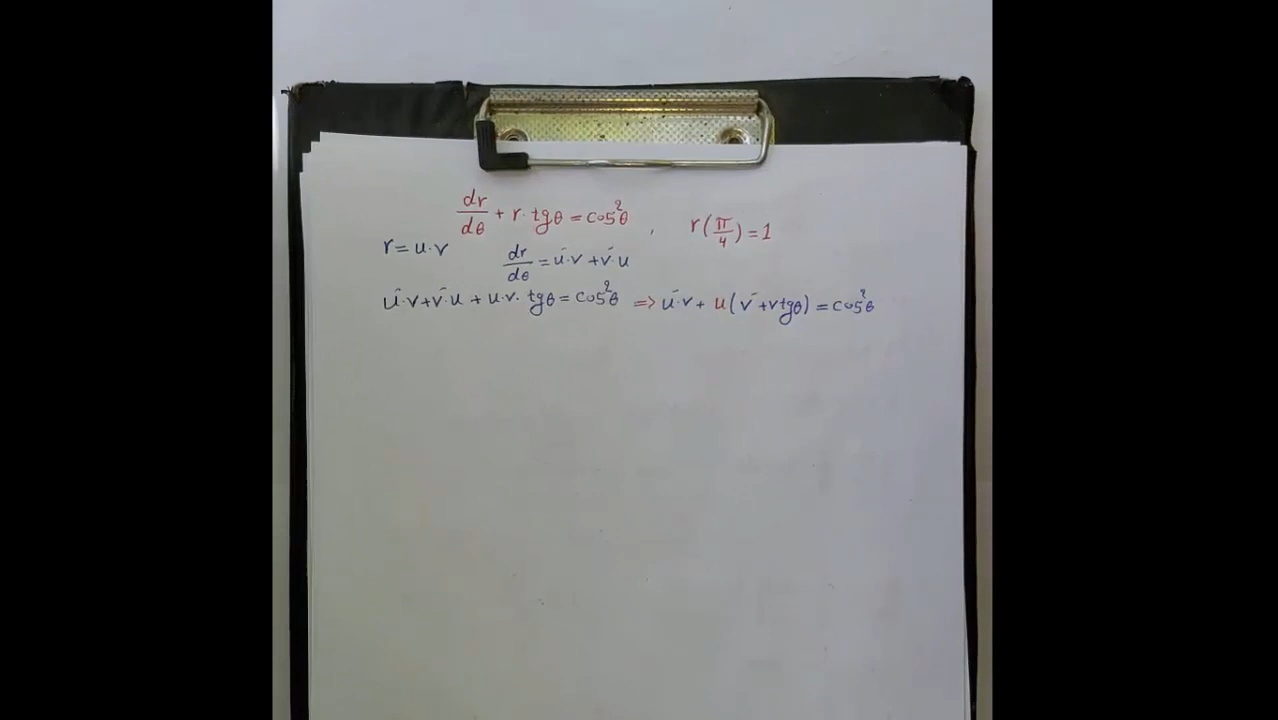 dr/dθ + r · tgθ = cos²θ , r(π/4) = 1
r = u·v dr/dθ = u̅·v + v̅·u
u̅·v + v̅·u + u·v· tgθ = cos²θ => u̅·v + u(v̅ + v tgθ) = cos²θ